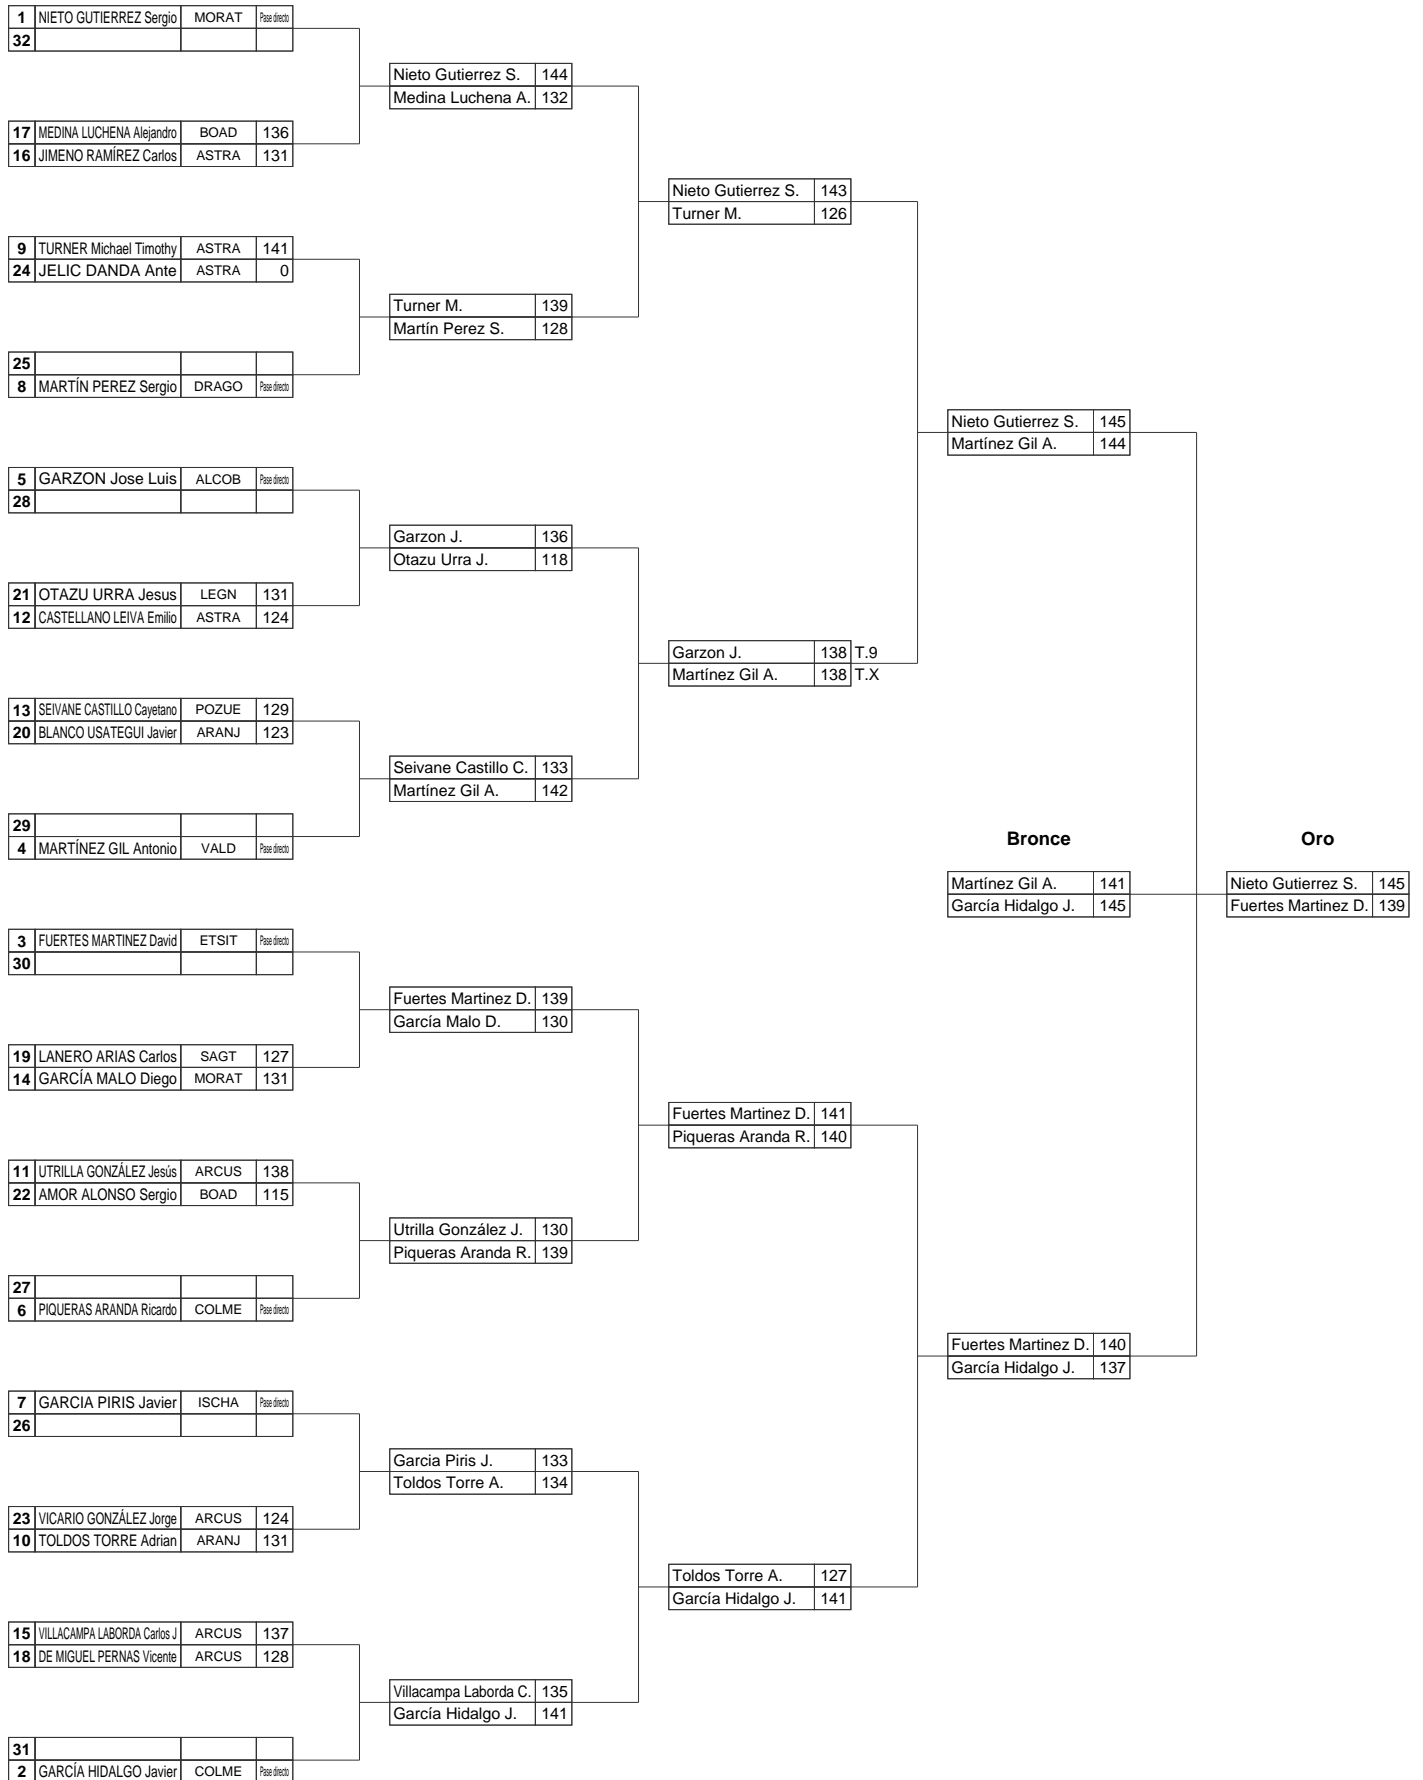 1 NIETO GUTIERREZ Sergio MORAT Pase directo
32
Nieto Gutierrez S. 144
Medina Luchena A. 132
17 MEDINA LUCHENA Alejandro BOAD 136
16 JIMENO RAMÍREZ Carlos ASTRA 131
Nieto Gutierrez S. 143
Turner M. 126
9 TURNER Michael Timothy ASTRA 141
24 JELIC DANDA Ante ASTRA 0
Turner M. 139
Martín Perez S. 128
25
8 MARTÍN PEREZ Sergio DRAGO Pase directo
Nieto Gutierrez S. 145
Martínez Gil A. 144
5 GARZON Jose Luis ALCOB Pase directo
28
Garzon J. 136
Otazu Urra J. 118
21 OTAZU URRA Jesus LEGN 131
12 CASTELLANO LEIVA Emilio ASTRA 124
Garzon J. 138 T.9
Martínez Gil A. 138 T.X
13 SEIVANE CASTILLO Cayetano POZUE 129
20 BLANCO USATEGUI Javier ARANJ 123
Seivane Castillo C. 133
Martínez Gil A. 142
29
4 MARTÍNEZ GIL Antonio VALD Pase directo
Bronce Oro
Martínez Gil A. 141 Nieto Gutierrez S. 145
García Hidalgo J. 145 Fuertes Martinez D. 139
3 FUERTES MARTINEZ David ETSIT Pase directo
30
Fuertes Martinez D. 139
García Malo D. 130
19 LANERO ARIAS Carlos SAGT 127
14 GARCÍA MALO Diego MORAT 131
Fuertes Martinez D. 141
Piqueras Aranda R. 140
11 UTRILLA GONZÁLEZ Jesús ARCUS 138
22 AMOR ALONSO Sergio BOAD 115
Utrilla González J. 130
Piqueras Aranda R. 139
27
6 PIQUERAS ARANDA Ricardo COLME Pase directo
Fuertes Martinez D. 140
García Hidalgo J. 137
7 GARCIA PIRIS Javier ISCHA Pase directo
26
Garcia Piris J. 133
Toldos Torre A. 134
23 VICARIO GONZÁLEZ Jorge ARCUS 124
10 TOLDOS TORRE Adrian ARANJ 131
Toldos Torre A. 127
García Hidalgo J. 141
15 VILLACAMPA LABORDA Carlos J ARCUS 137
18 DE MIGUEL PERNAS Vicente ARCUS 128
Villacampa Laborda C. 135
García Hidalgo J. 141
31
2 GARCÍA HIDALGO Javier COLME Pase directo